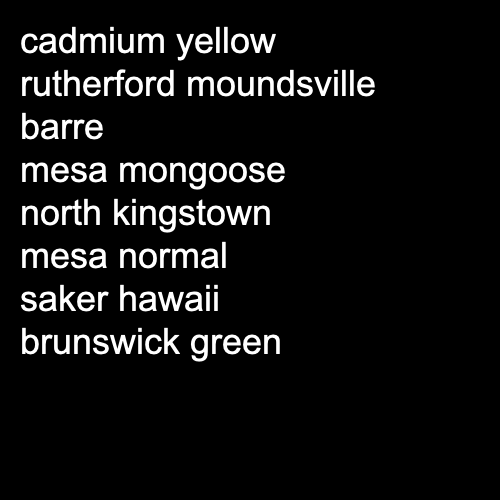 cadmium yellow
rutherford moundsville
barre
mesa mongoose
north kingstown
mesa normal
saker hawaii
brunswick green